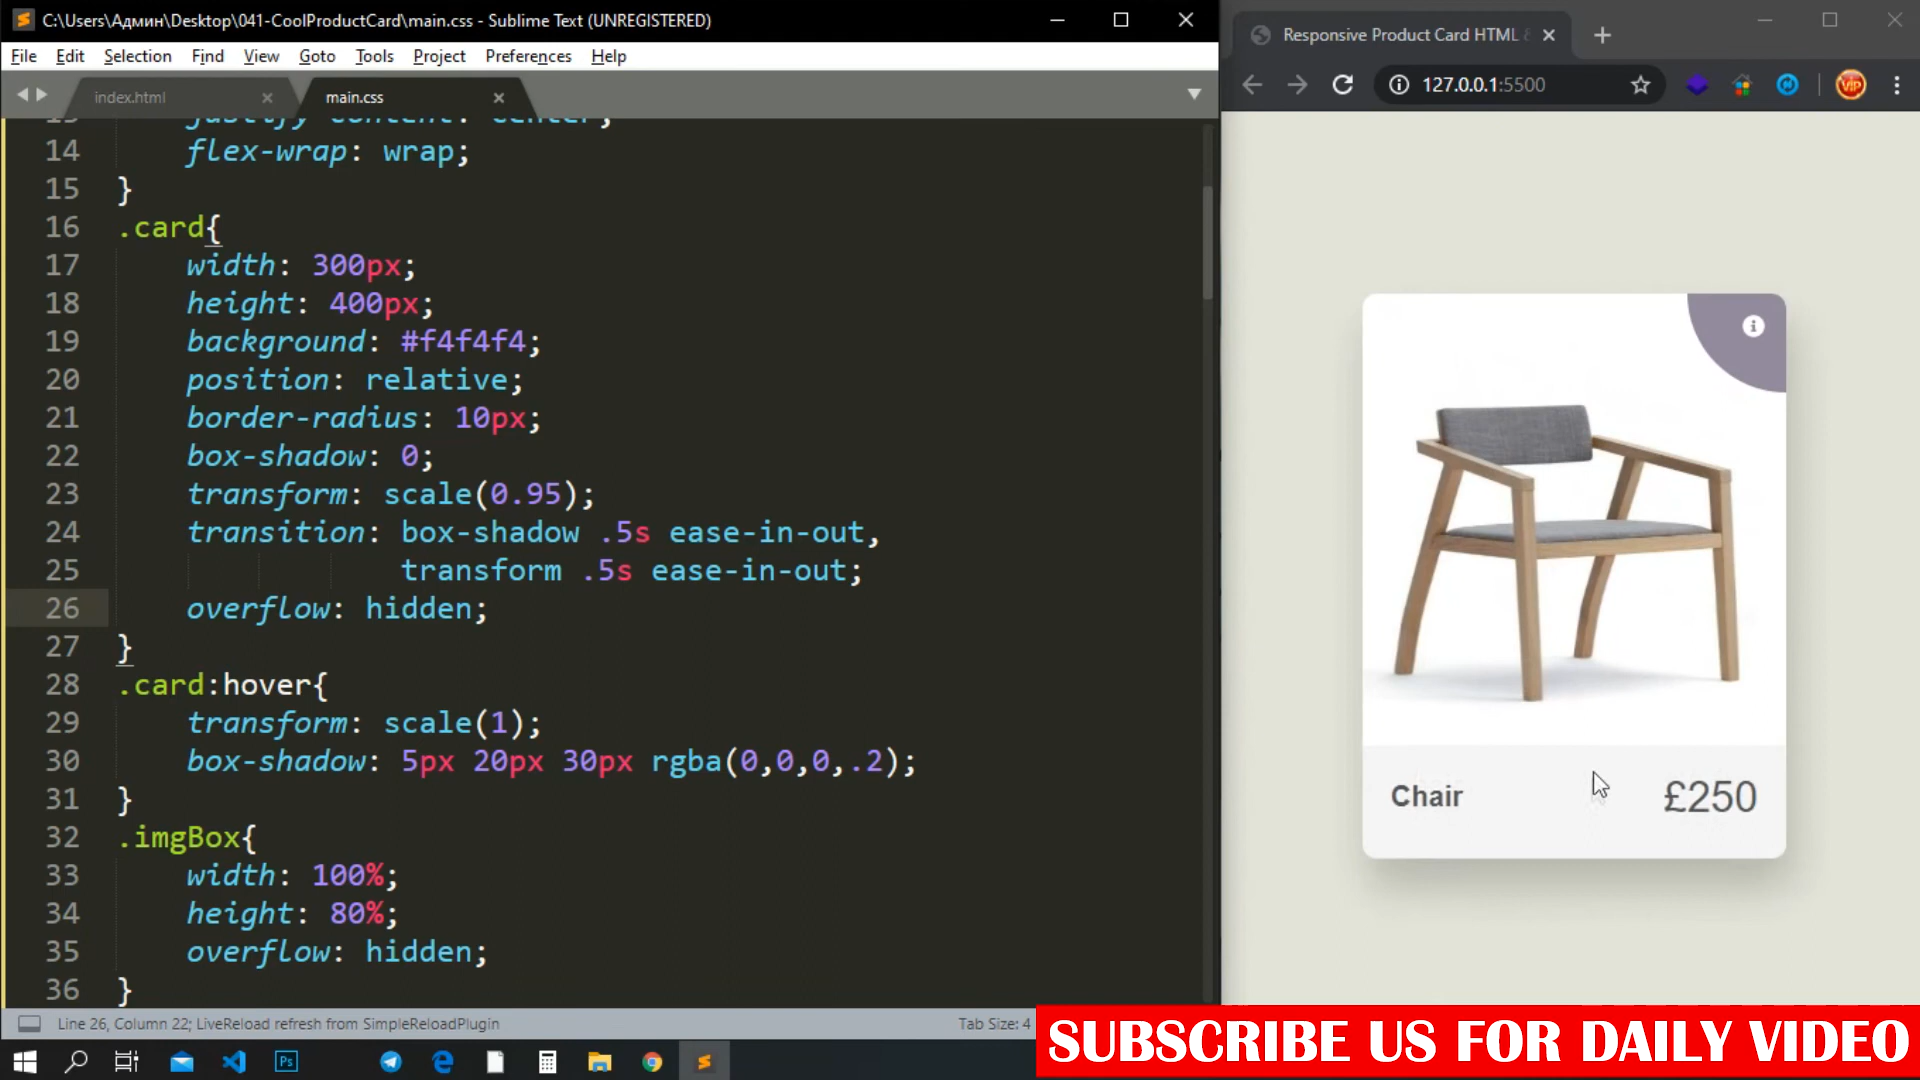 C:\Users\Админ\Desktop\041-CoolProductCard\main.css - Sublime Text (UNREGISTERED)
File Edit Selection Find View Goto Tools Project Preferences Help
index.html
main.css
13 justify-content: center;
14 flex-wrap: wrap;
15 }
16 .card{
17 width: 300px;
18 height: 400px;
19 background: #f4f4f4;
20 position: relative;
21 border-radius: 10px;
22 box-shadow: 0;
23 transform: scale(0.95);
24 transition: box-shadow .5s ease-in-out,
25 transform .5s ease-in-out;
26 overflow: hidden;
27 }
28 .card:hover{
29 transform: scale(1);
30 box-shadow: 5px 20px 30px rgba(0,0,0,.2);
31 }
32 .imgBox{
33 width: 100%;
34 height: 80%;
35 overflow: hidden;
36 }
Line 26, Column 22; LiveReload refresh from SimpleReloadPlugin
Tab Size: 4
Responsive Product Card HTML
127.0.0.1:5500
VIP
i
Chair
£250
SUBSCRIBE US FOR DAILY VIDEO
Ps